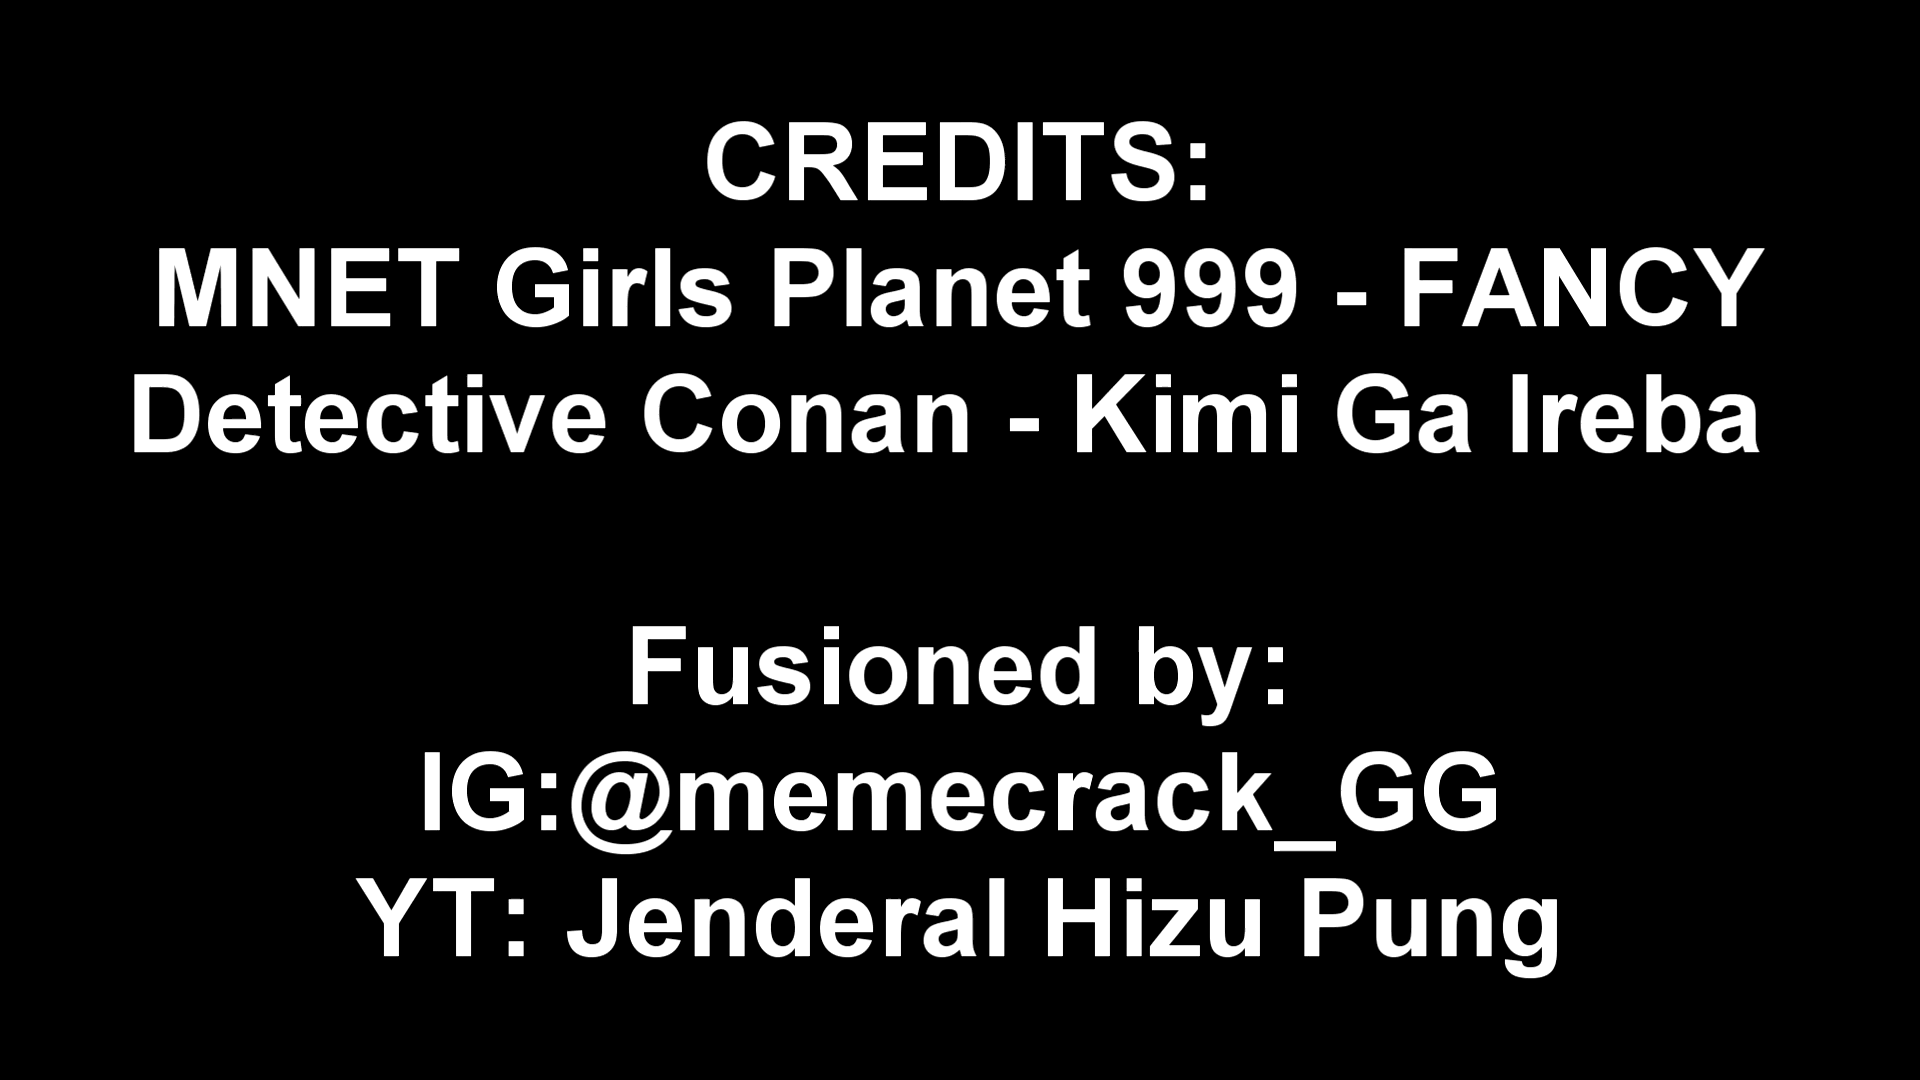 CREDITS:
MNET Girls Planet 999 - FANCY
Detective Conan - Kimi Ga Ireba
Fusioned by:
IG:@memecrack_GG
YT: Jenderal Hizu Pung